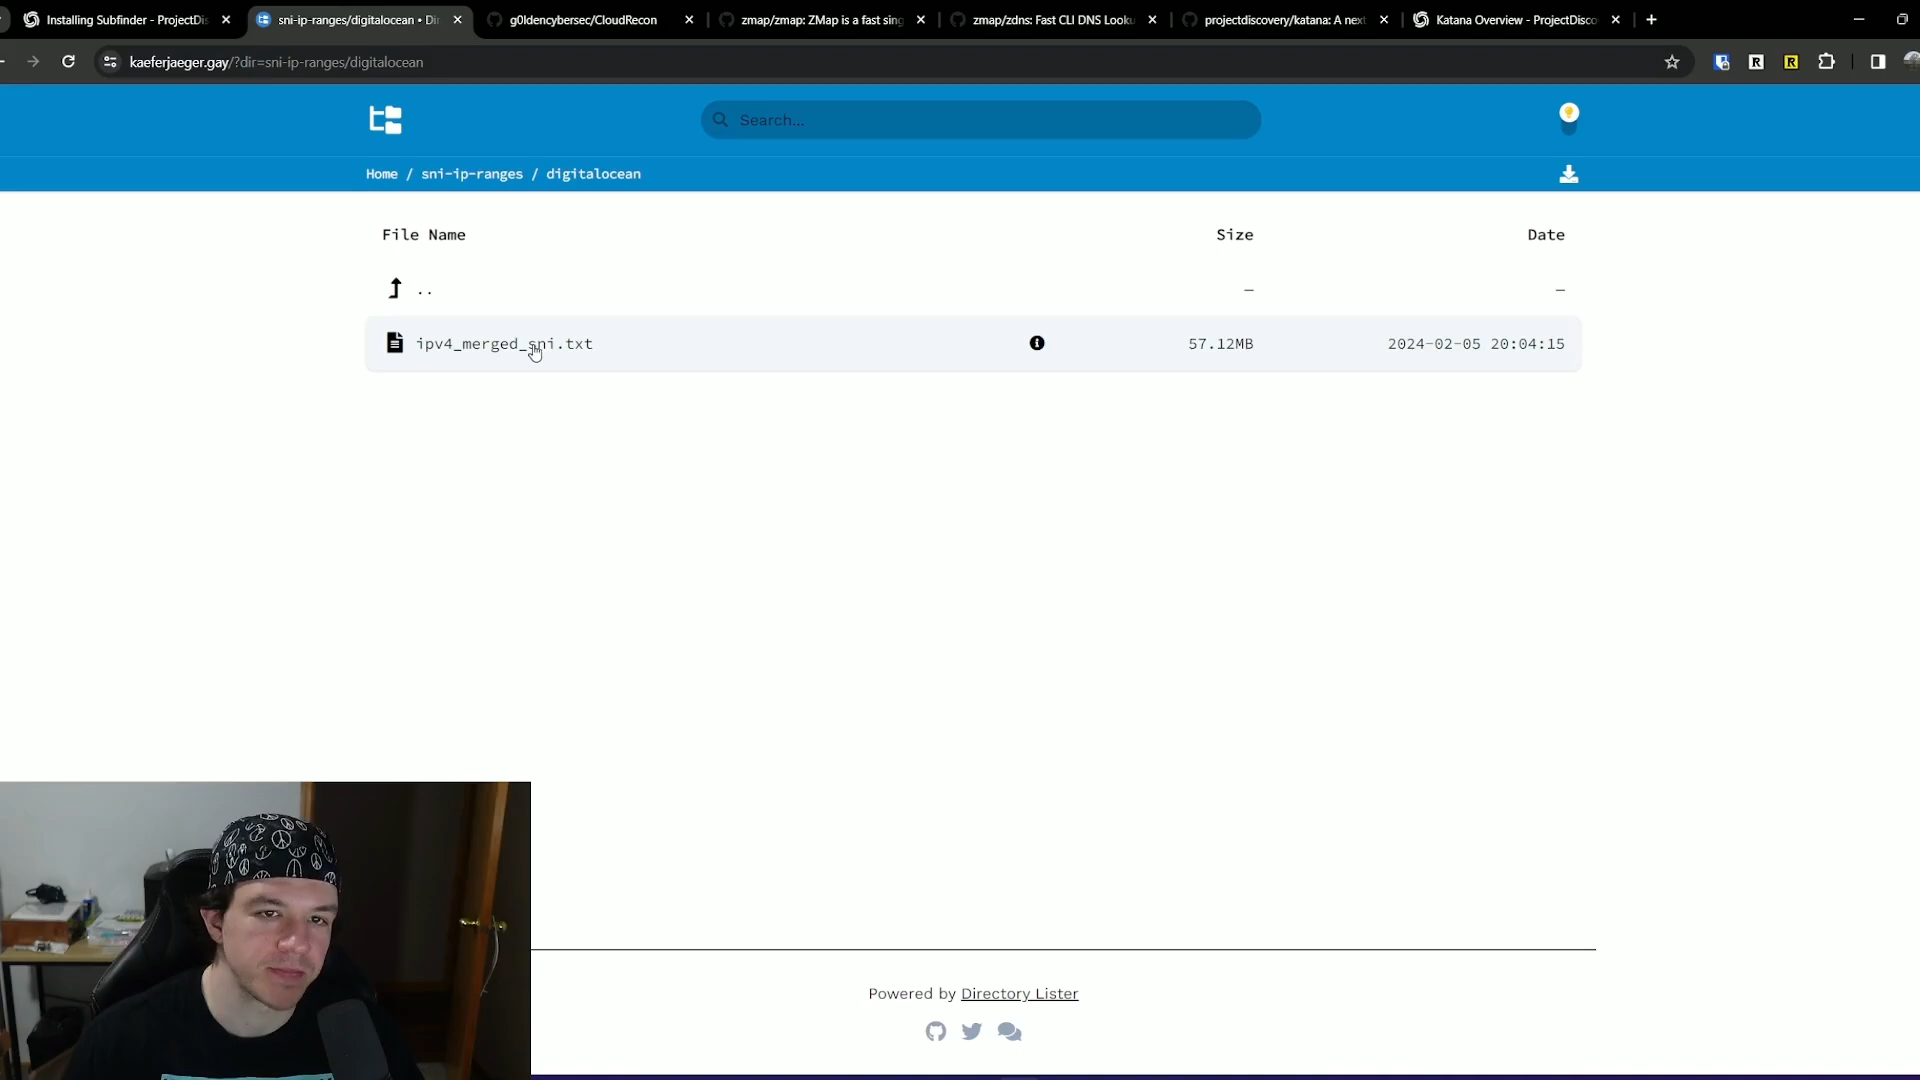 Installing Subfinder - ProjectDis
sni-ip-ranges/digitalocean • Di
g0ldencybersec/CloudRecon
zmap/zmap: ZMap is a fast sing
zmap/zdns: Fast CLI DNS Looku
projectdiscovery/katana: A next
Katana Overview - ProjectDisco
kaeferjaeger.gay/?dir=sni-ip-ranges/digitalocean
Search...
Home / sni-ip-ranges / digitalocean
File Name Size Date
.. — —
ipv4_merged_sni.txt 57.12MB 2024-02-05 20:04:15
Powered by Directory Lister